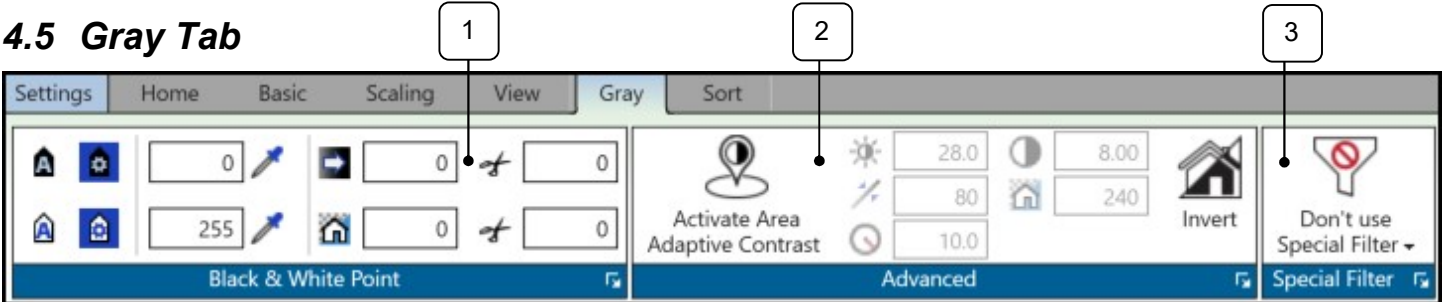 4.5 Gray Tab
1
2
3
Settings Home Basic Scaling View Gray Sort
A 0 0 0 28.0 8.00
80 240
Activate Area
Adaptive Contrast
Invert
Don't use
Special Filter
A 255 0 0 10.0
Black & White Point Advanced Special Filter